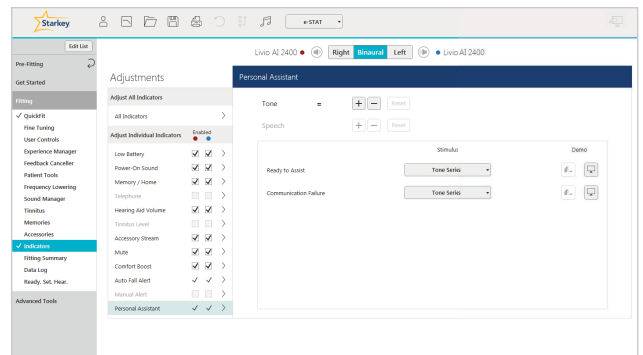 Starkey
e-STAT
Edit List
Livio AI 2400
Right
Binaural
Left
Livio AI 2400
Pre-Fitting
Get Started
Fitting
QuickFit
Fine Tuning
User Controls
Experience Manager
Feedback Canceller
Patient Tools
Frequency Lowering
Sound Manager
Tinnitus
Memories
Accessories
Indicators
Fitting Summary
Data Log
Ready. Set. Hear.
Advanced Tools
Adjustments
Adjust All Indicators
All Indicators
Adjust Individual Indicators
Enabled
Low Battery
Power-On Sound
Memory / Home
Telephone
Hearing Aid Volume
Tinnitus Level
Accessory Stream
Mute
Comfort Boost
Auto Fall Alert
Manual Alert
Personal Assistant
Personal Assistant
Tone = + − Reset
Speech + − Reset
Stimulus Demo
Ready to Assist Tone Series
Communication Failure Tone Series